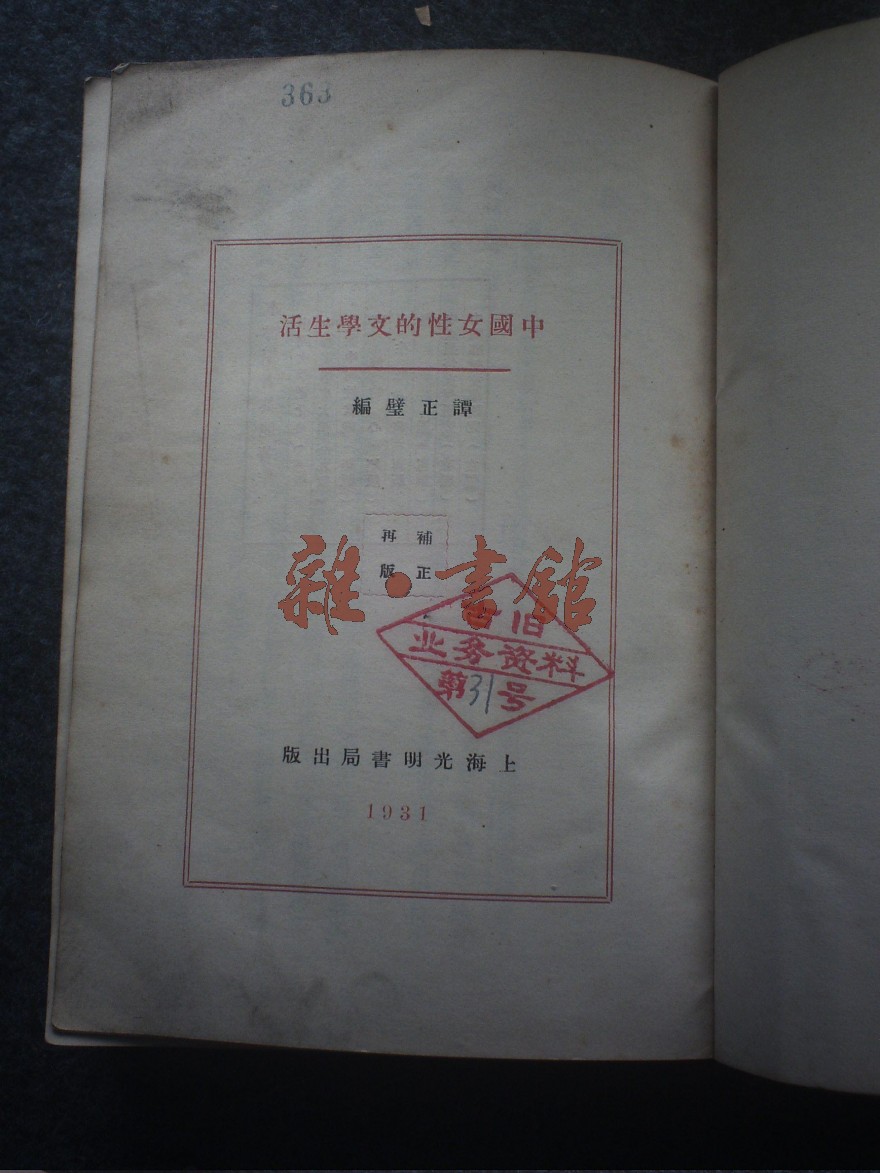 363
中國女性的文學生活
譚正璧編
補正
再版
雜·書館
古旧
业务资料
第31号
上海光明書局出版
1931